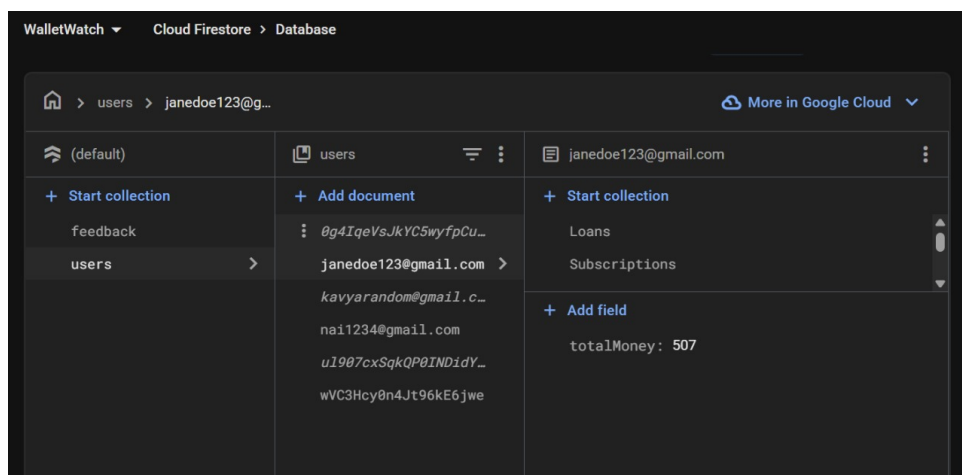 WalletWatch Cloud Firestore > Database
users > janedoe123@g... More in Google Cloud
(default)
+ Start collection
feedback
users
users
+ Add document
0g4IqeVsJkYC5wyfpCu…
janedoe123@gmail.com
kavyarandom@gmail.c…
nai1234@gmail.com
ul907cxSqkQP0INDidY…
wVC3Hcy0n4Jt96kE6jwe
janedoe123@gmail.com
+ Start collection
Loans
Subscriptions
+ Add field
totalMoney: 507